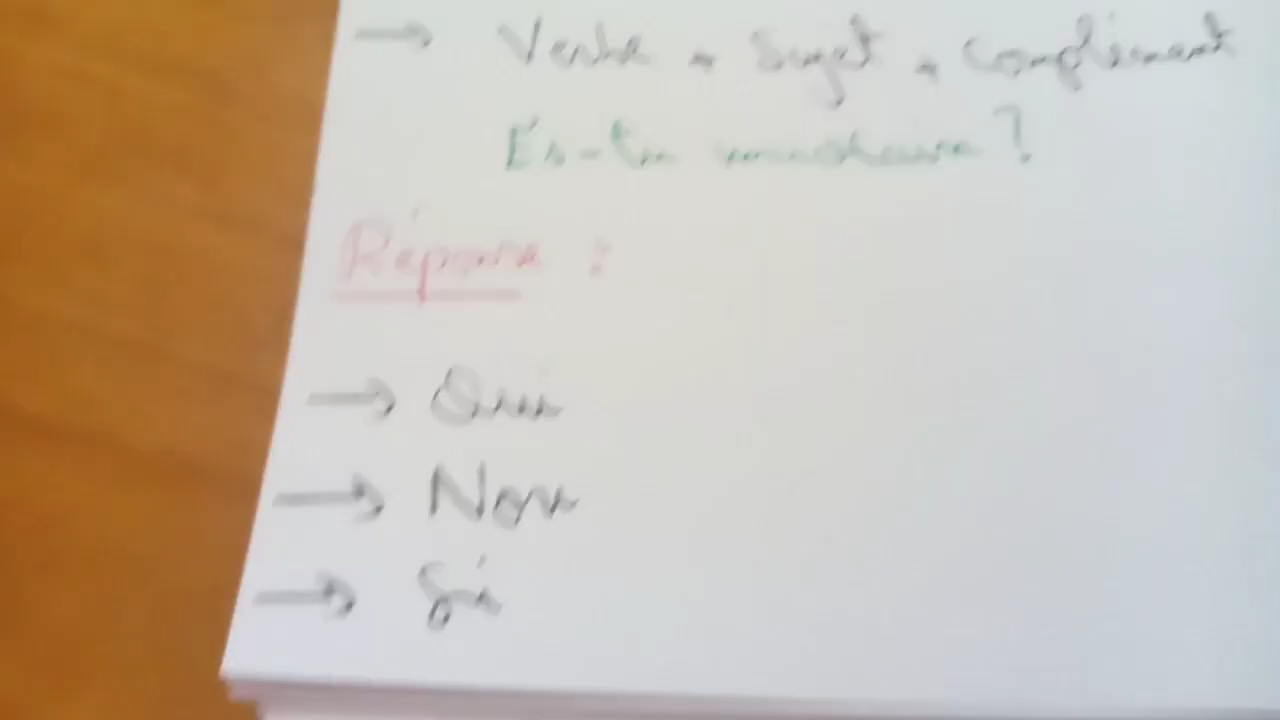 → Verbe + Sujet + Complément
Es-tu ?
Réponse :
→ Oui
→ Non
→ Si